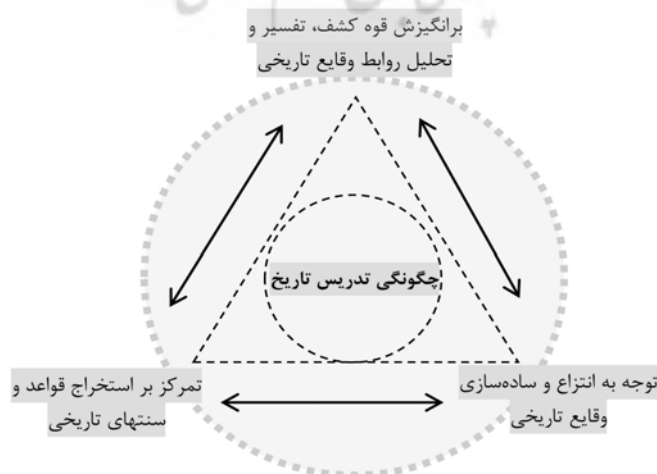 برانگیزش قوه کشف، تفسیر و
تحلیل روابط وقایع تاریخی
چگونگی تدریس تاریخ
توجه به انتزاع و ساده‌سازی
وقایع تاریخی
تمرکز بر استخراج قواعد و
سنتهای تاریخی